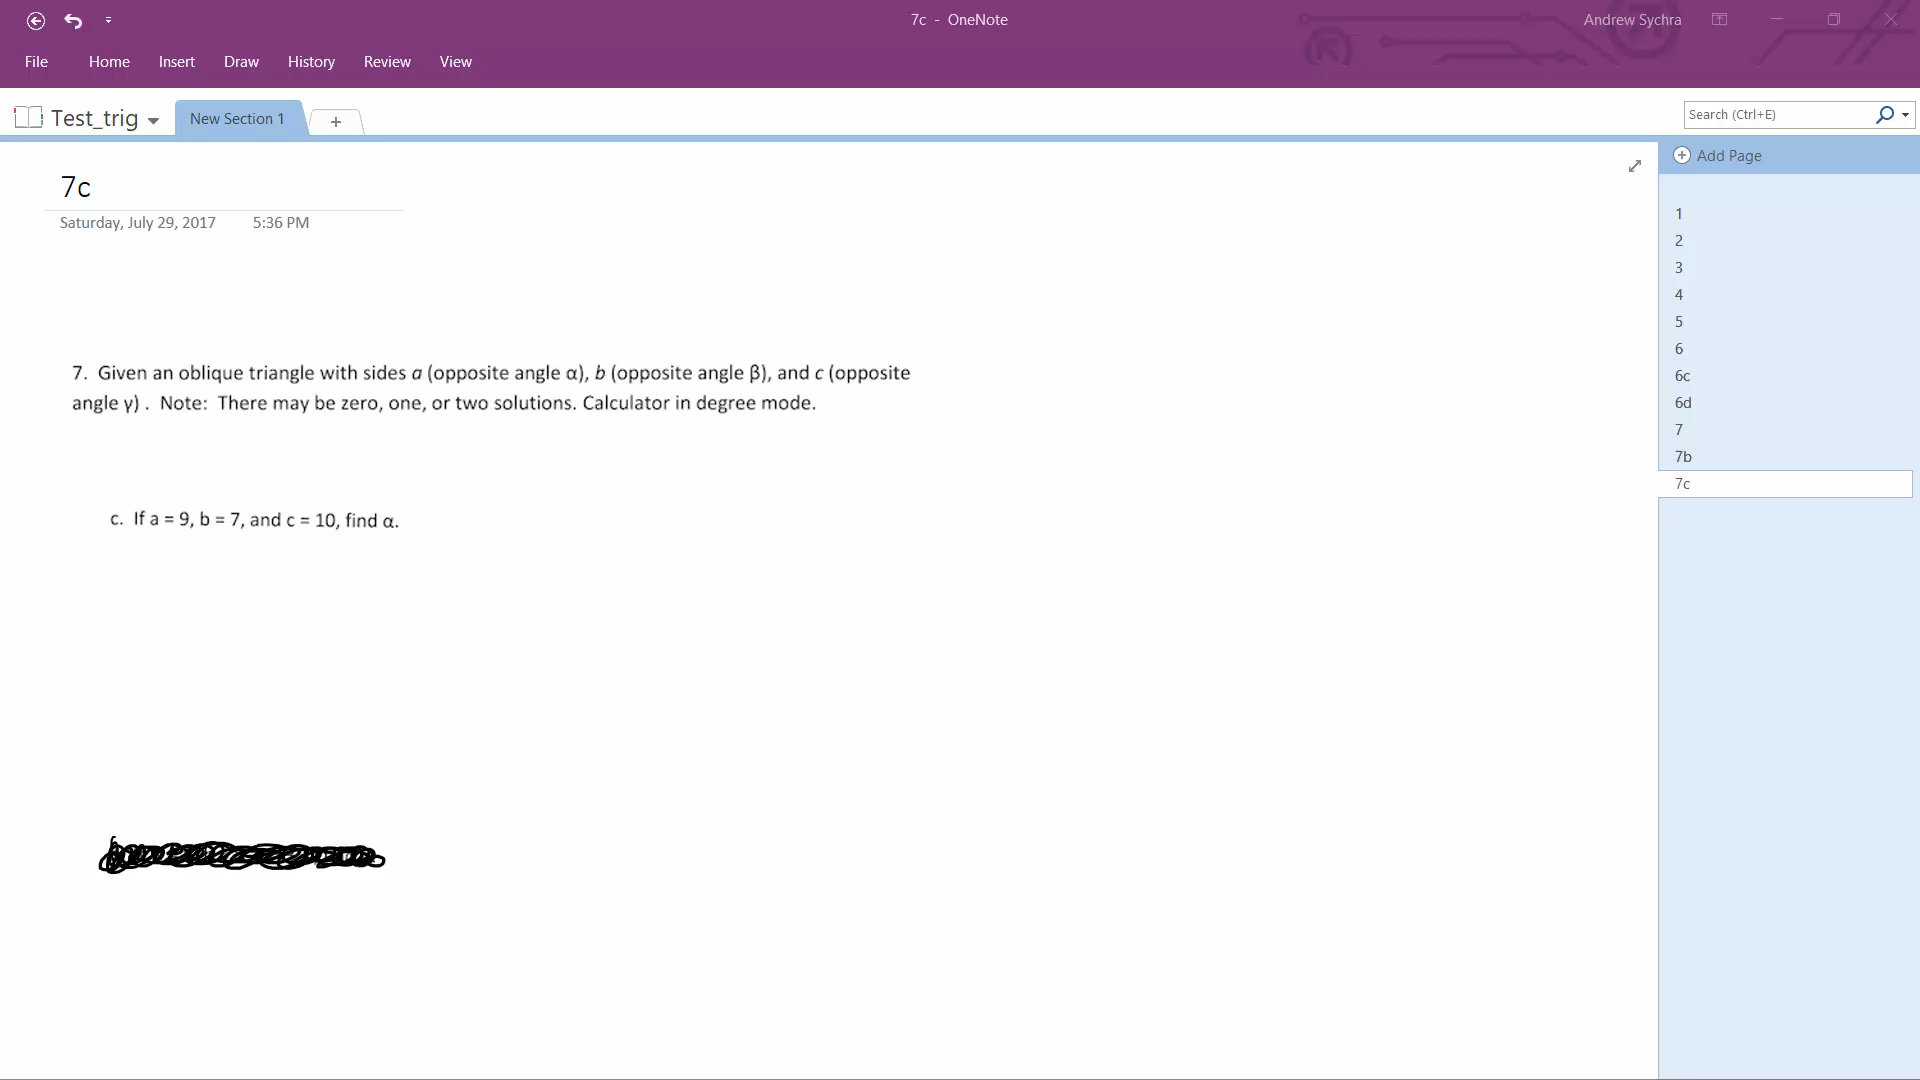 7c - OneNote
Andrew Sychra
File Home Insert Draw History Review View
Test_trig
New Section 1
+
Search (Ctrl+E)
Add Page
7c
Saturday, July 29, 2017 5:36 PM
7. Given an oblique triangle with sides a (opposite angle α), b (opposite angle β), and c (opposite
angle γ) . Note: There may be zero, one, or two solutions. Calculator in degree mode.
c. If a = 9, b = 7, and c = 10, find α.
1
2
3
4
5
6
6c
6d
7
7b
7c